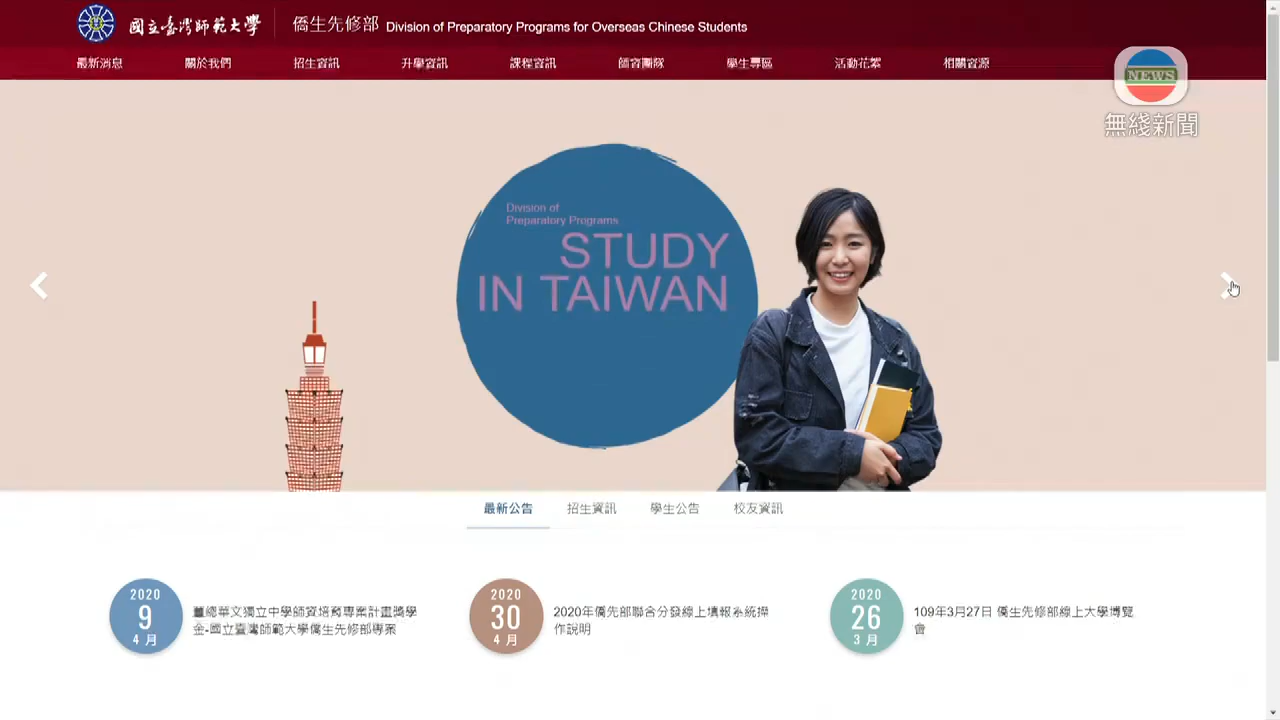 國立臺灣師範大學
僑生先修部 Division of Preparatory Programs for Overseas Chinese Students
最新消息 關於我們 招生資訊 升學資訊 課程資訊 師資團隊 學生專區 活動花絮 相關資源
NEWS
無綫新聞
Division of
Preparatory Programs
STUDY
IN TAIWAN
最新公告 招生資訊 學生公告 校友資訊
2020
9
4 月
董總華文獨立中學師資培育專案計畫獎學
金-國立臺灣師範大學僑生先修部專案
2020
30
4 月
2020年僑先部聯合分發線上填報系統操
作說明
2020
26
3 月
109年3月27日 僑生先修部線上大學博覽
會